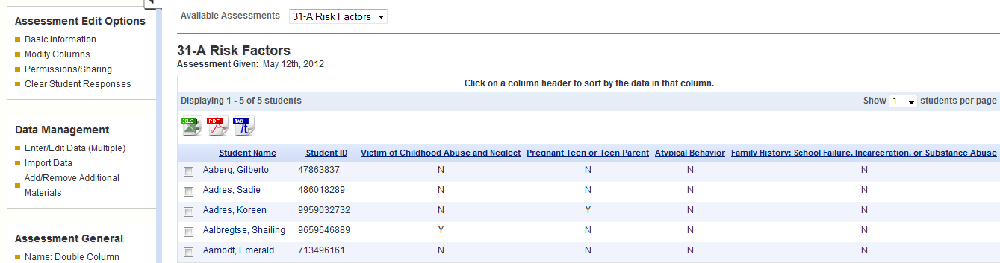 Assessment Edit Options
Basic Information
Modify Columns
Permissions/Sharing
Clear Student Responses
Data Management
Enter/Edit Data (Multiple)
Import Data
Add/Remove Additional
Materials
Assessment General
Name: Double Column
Available Assessments 31-A Risk Factors
31-A Risk Factors
Assessment Given: May 12th, 2012
Click on a column header to sort by the data in that column.
Displaying 1 - 5 of 5 students Show 1 students per page
XLS PDF TAB /t
Student Name Student ID Victim of Childhood Abuse and Neglect Pregnant Teen or Teen Parent Atypical Behavior Family History: School Failure, Incarceration, or Substance Abuse
Aaberg, Gilberto 47863837 N N N N
Aadres, Sadie 486018289 N N N N
Aadres, Koreen 9959032732 N Y N N
Aalbregtse, Shailing 9659646889 Y N N N
Aamodt, Emerald 713496161 N N N N